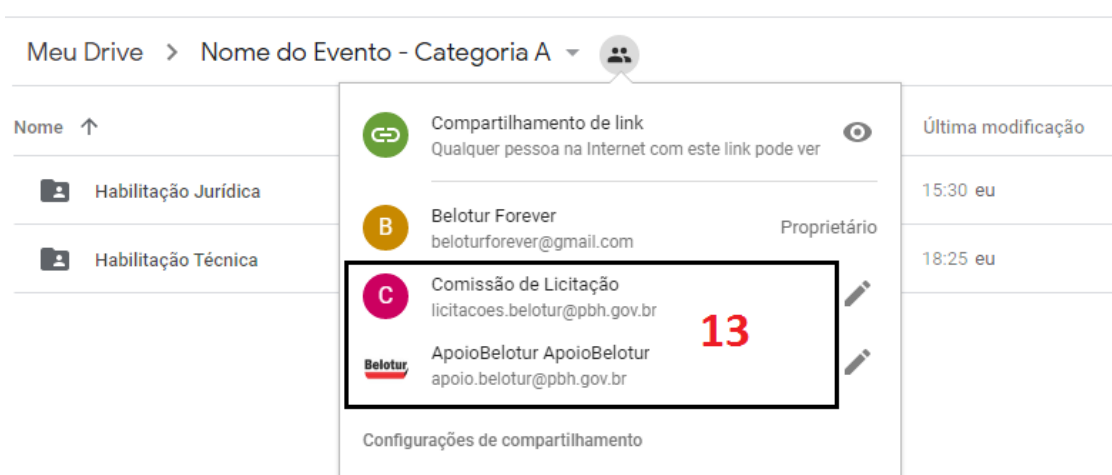 Meu Drive > Nome do Evento - Categoria A
Nome ↑
Última modificação
Compartilhamento de link
Qualquer pessoa na Internet com este link pode ver
Habilitação Jurídica
15:30 eu
B
Belotur Forever
beloturforever@gmail.com
Proprietário
Habilitação Técnica
18:25 eu
C
Comissão de Licitação
licitacoes.belotur@pbh.gov.br
13
Belotur
ApoioBelotur ApoioBelotur
apoio.belotur@pbh.gov.br
Configurações de compartilhamento